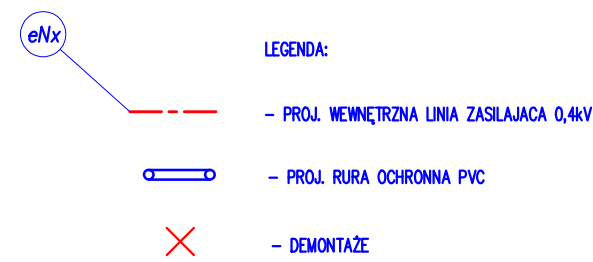 eNx
LEGENDA:
- PROJ. WEWNĘTRZNA LINIA ZASILAJACA 0,4kV
- PROJ. RURA OCHRONNA PVC
- DEMONTAŻE